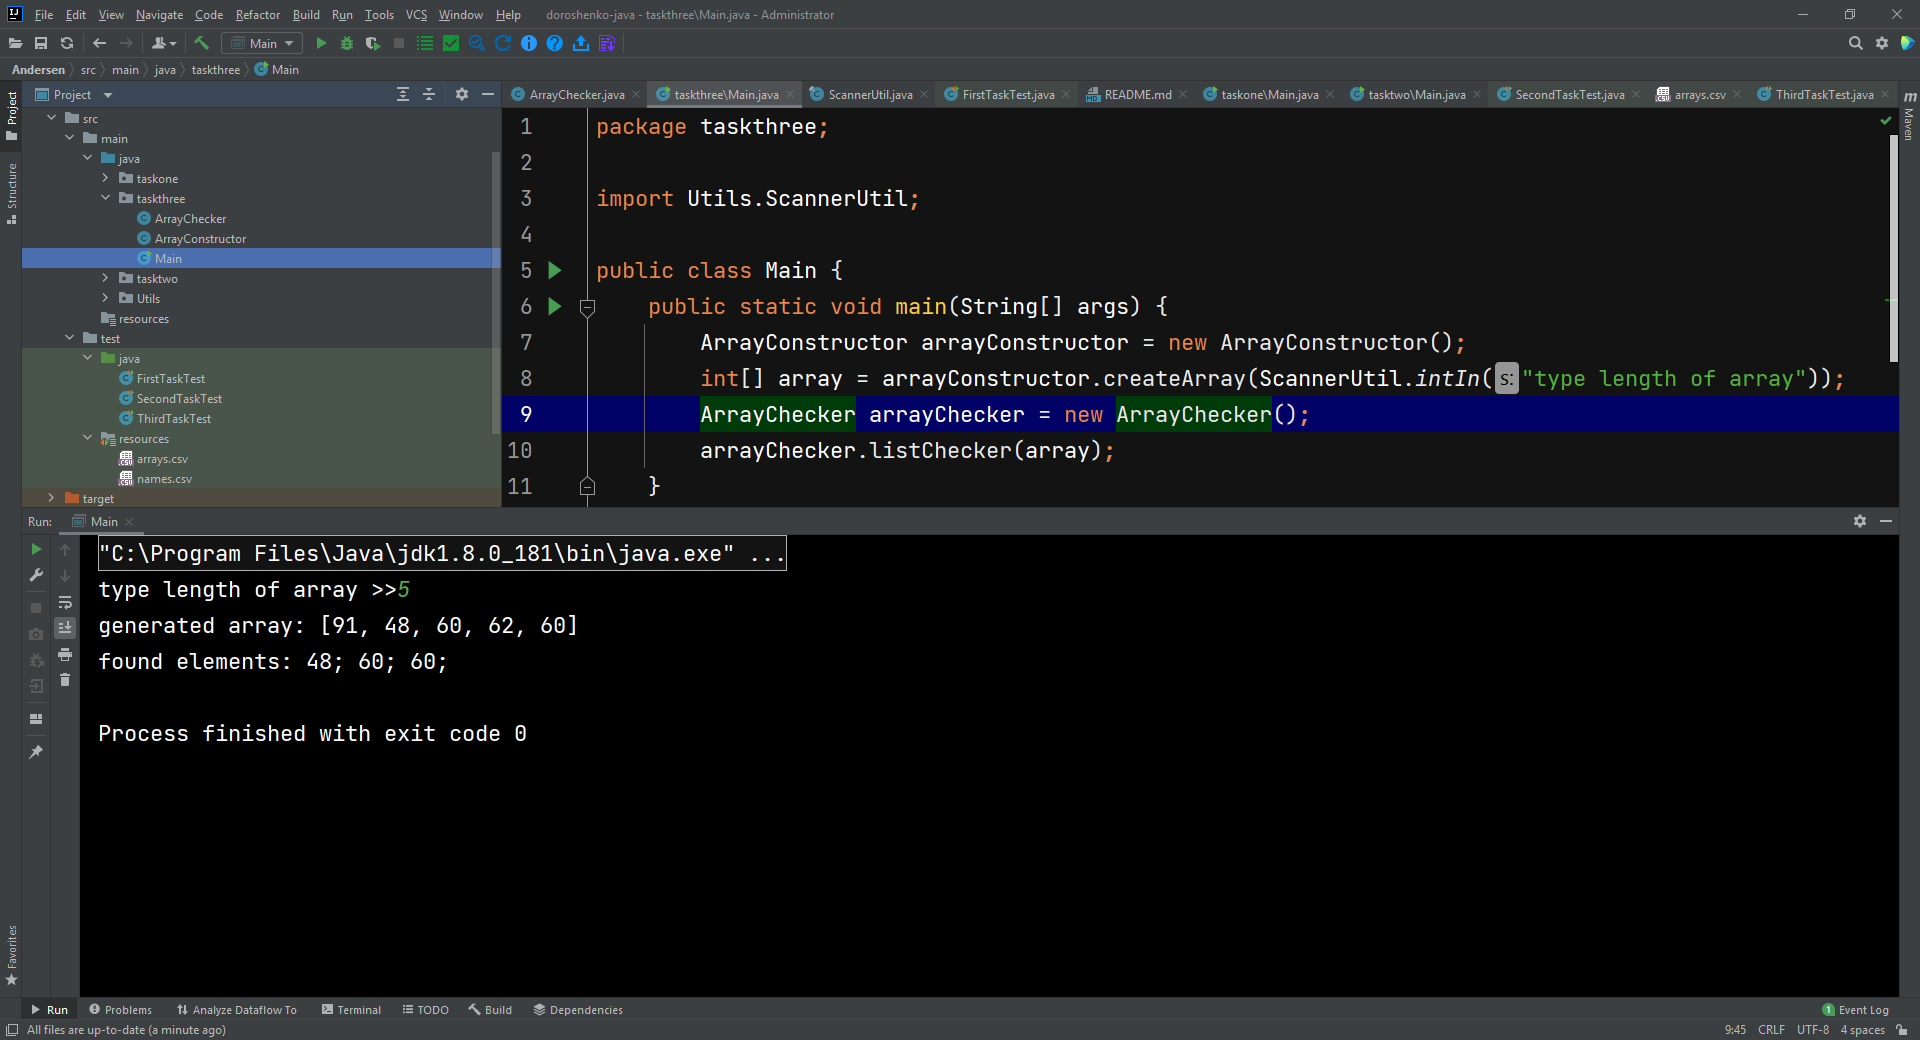 File Edit View Navigate Code Refactor Build Run Tools VCS Window Help doroshenko-java - taskthree\Main.java - Administrator
Main
Andersen src main java taskthree Main
Project
ArrayChecker.java taskthree\Main.java ScannerUtil.java FirstTaskTest.java README.md taskone\Main.java tasktwo\Main.java SecondTaskTest.java arrays.csv ThirdTaskTest.java
Project
Structure
Favorites
Maven
src
main
java
taskone
taskthree
ArrayChecker
ArrayConstructor
Main
tasktwo
Utils
resources
test
java
FirstTaskTest
SecondTaskTest
ThirdTaskTest
resources
arrays.csv
names.csv
target
1 package taskthree;
2
3 import Utils.ScannerUtil;
4
5 public class Main {
6 public static void main(String[] args) {
7 ArrayConstructor arrayConstructor = new ArrayConstructor();
8 int[] array = arrayConstructor.createArray(ScannerUtil.intIn( s: "type length of array"));
9 ArrayChecker arrayChecker = new ArrayChecker();
10 arrayChecker.listChecker(array);
11 }
Run: Main
"C:\Program Files\Java\jdk1.8.0_181\bin\java.exe" ...
type length of array >>5
generated array: [91, 48, 60, 62, 60]
found elements: 48; 60; 60;
Process finished with exit code 0
Run Problems Analyze Dataflow To Terminal TODO Build Dependencies 1 Event Log
All files are up-to-date (a minute ago) 9:45 CRLF UTF-8 4 spaces